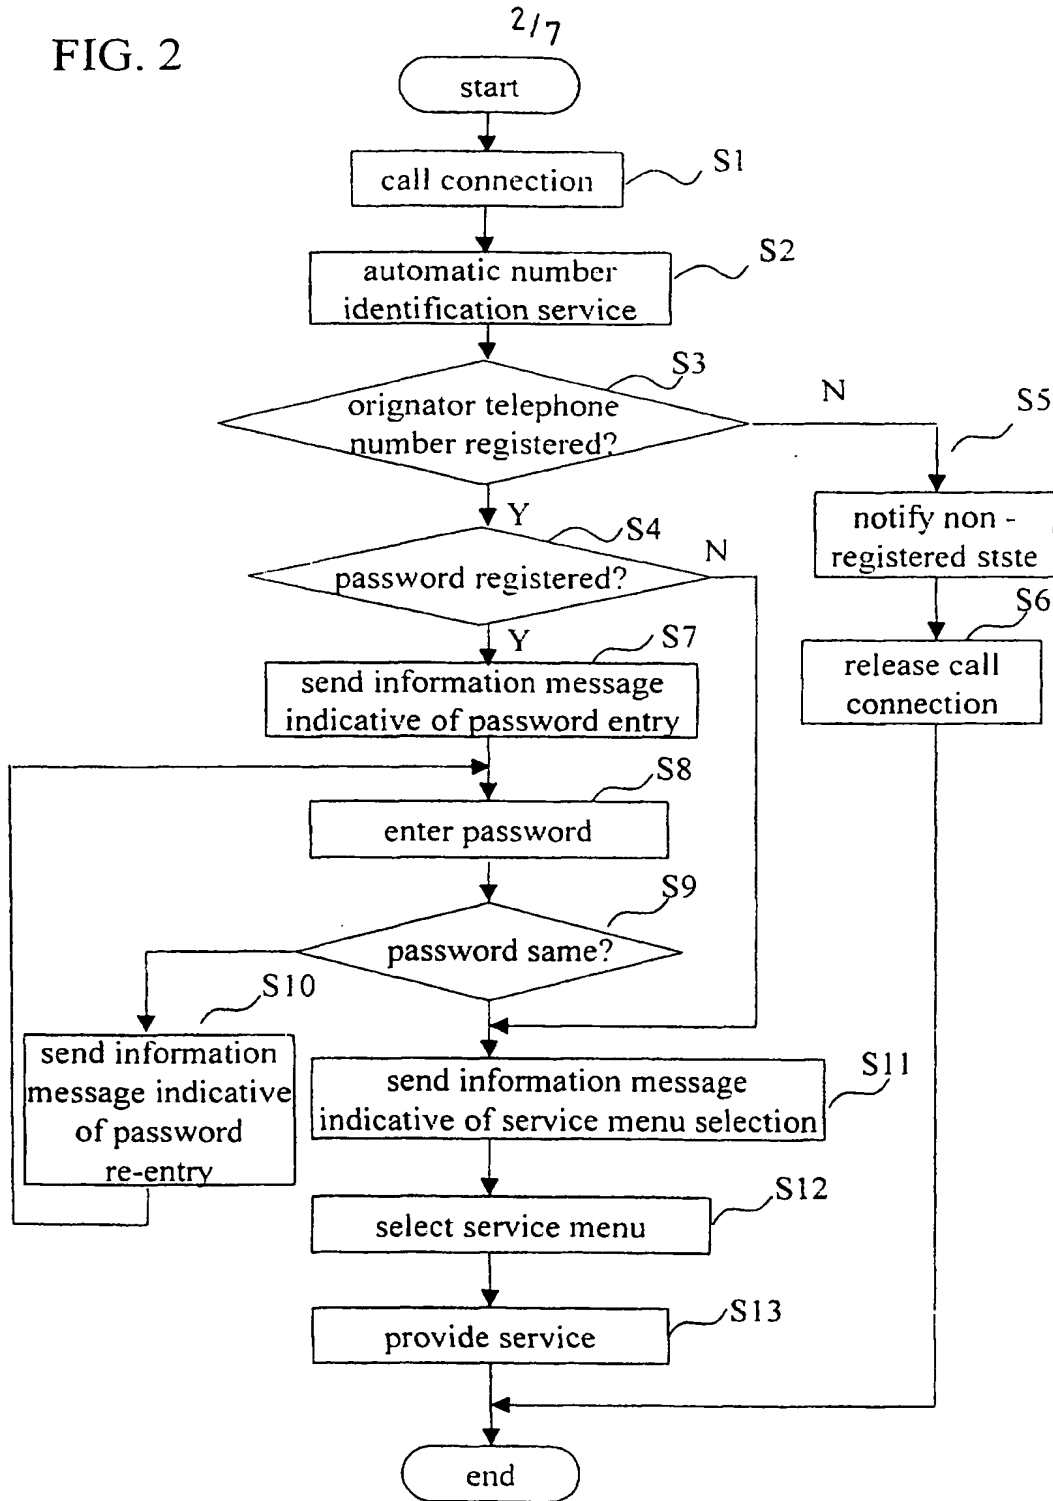 2/7
FIG. 2
start
call connection
S1
automatic number
identification service
S2
orignator telephone
number registered?
S3
N
Y
S5
notify non -
registered stste
password registered?
S4
N
Y
S6
release call
connection
S7
send information message
indicative of password entry
S8
enter password
S9
password same?
S10
send information
message indicative
of password
re-entry
S11
send information message
indicative of service menu selection
S12
select service menu
S13
provide service
end